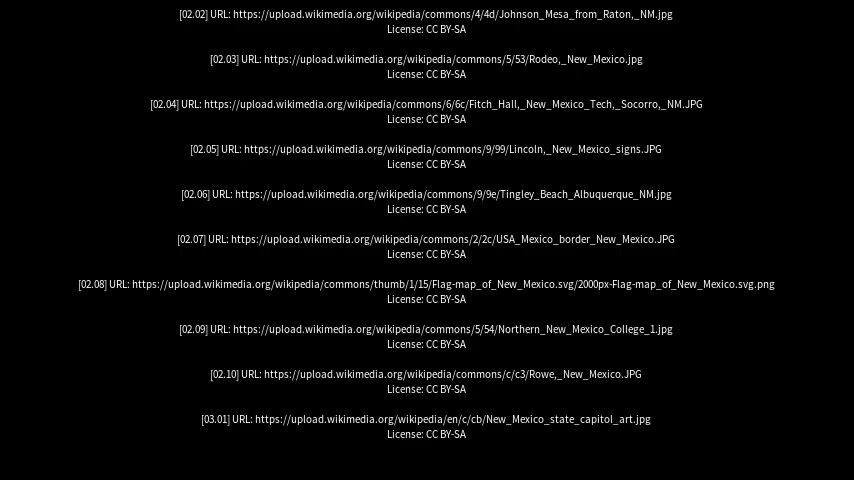 [02.02] URL: https://upload.wikimedia.org/wikipedia/commons/4/4d/Johnson_Mesa_from_Raton,_NM.jpg
License: CC BY-SA
[02.03] URL: https://upload.wikimedia.org/wikipedia/commons/5/53/Rodeo,_New_Mexico.jpg
License: CC BY-SA
[02.04] URL: https://upload.wikimedia.org/wikipedia/commons/6/6c/Fitch_Hall,_New_Mexico_Tech,_Socorro,_NM.JPG
License: CC BY-SA
[02.05] URL: https://upload.wikimedia.org/wikipedia/commons/9/99/Lincoln,_New_Mexico_signs.JPG
License: CC BY-SA
[02.06] URL: https://upload.wikimedia.org/wikipedia/commons/9/9e/Tingley_Beach_Albuquerque_NM.jpg
License: CC BY-SA
[02.07] URL: https://upload.wikimedia.org/wikipedia/commons/2/2c/USA_Mexico_border_New_Mexico.JPG
License: CC BY-SA
[02.08] URL: https://upload.wikimedia.org/wikipedia/commons/thumb/1/15/Flag-map_of_New_Mexico.svg/2000px-Flag-map_of_New_Mexico.svg.png
License: CC BY-SA
[02.09] URL: https://upload.wikimedia.org/wikipedia/commons/5/54/Northern_New_Mexico_College_1.jpg
License: CC BY-SA
[02.10] URL: https://upload.wikimedia.org/wikipedia/commons/c/c3/Rowe,_New_Mexico.JPG
License: CC BY-SA
[03.01] URL: https://upload.wikimedia.org/wikipedia/en/c/cb/New_Mexico_state_capitol_art.jpg
License: CC BY-SA